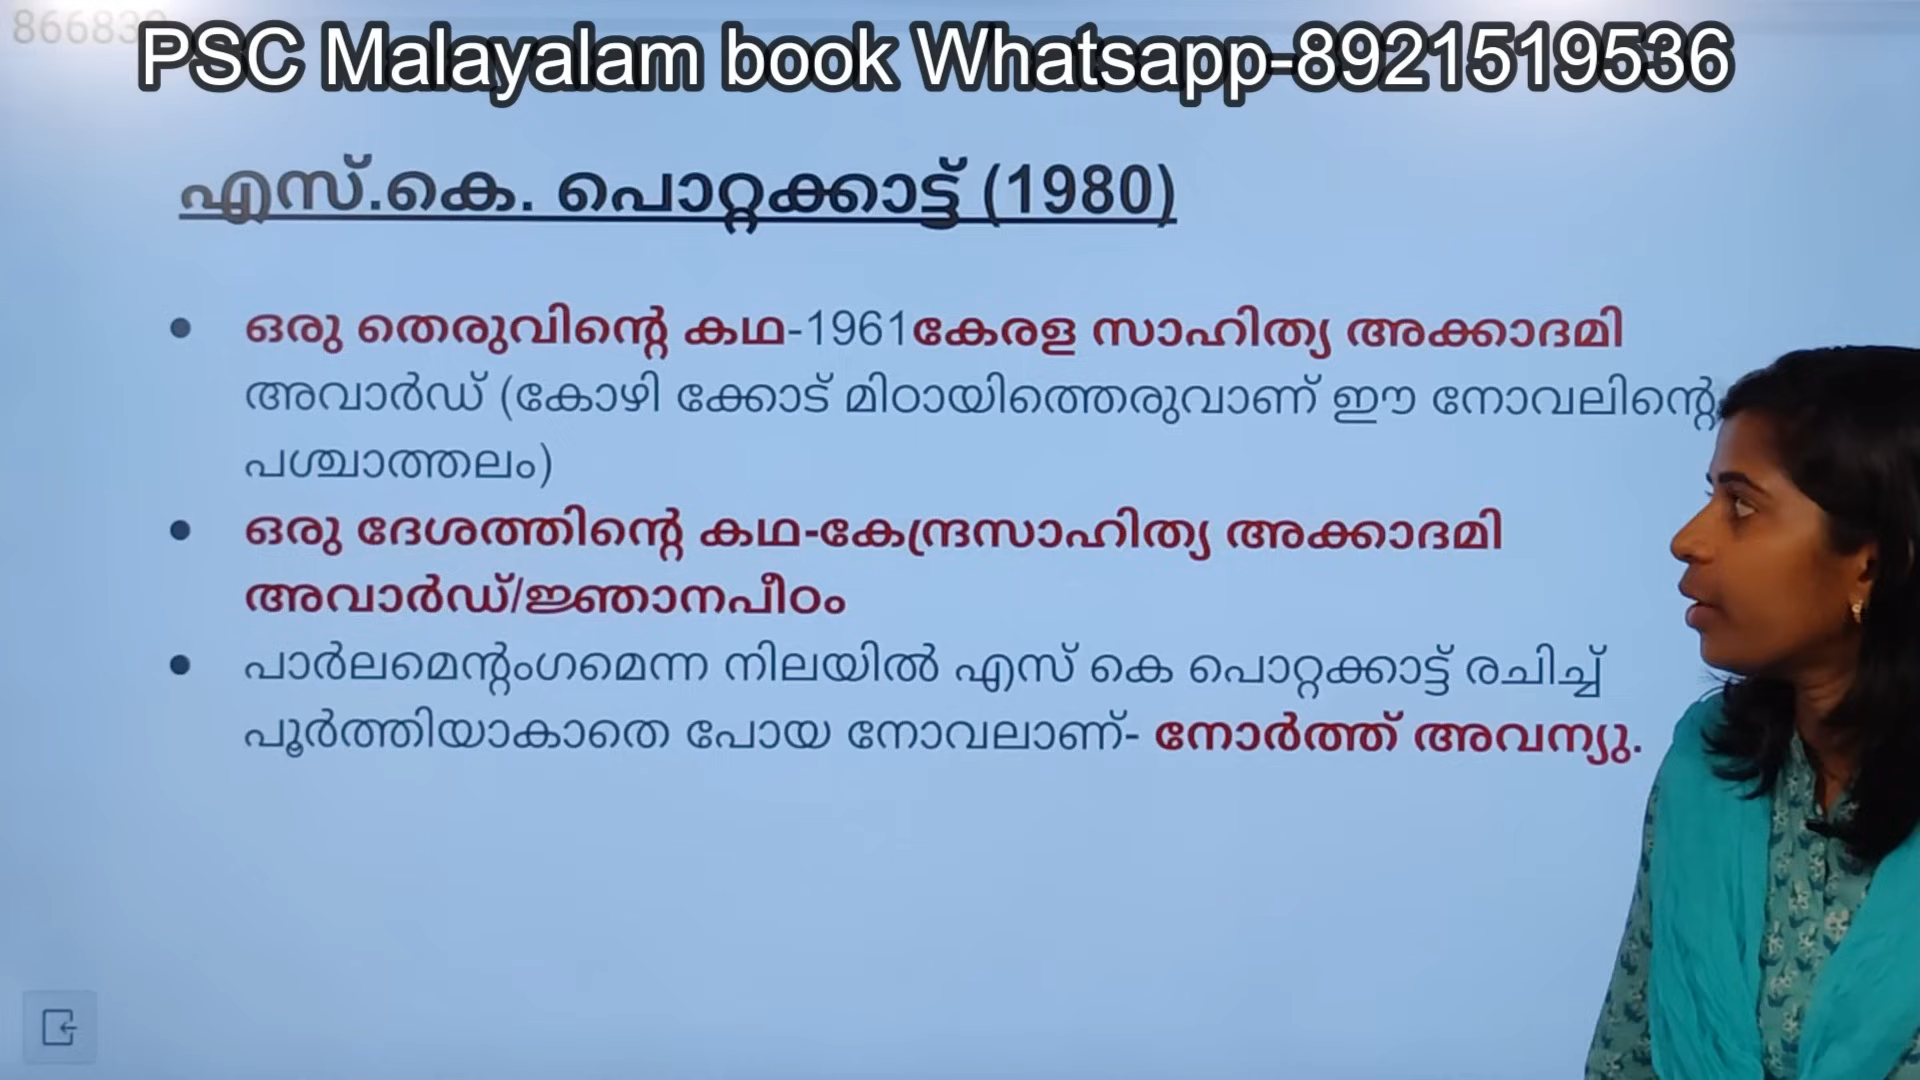 866830
PSC Malayalam book Whatsapp-8921519536
എസ്.കെ. പൊറ്റക്കാട്ട് (1980)
ഒരു തെരുവിന്റെ കഥ-1961കേരള സാഹിത്യ അക്കാദമി
അവാർഡ് (കോഴി ക്കോട് മിഠായിത്തെരുവാണ് ഈ നോവലിന്റെ
പശ്ചാത്തലം)
ഒരു ദേശത്തിന്റെ കഥ-കേന്ദ്രസാഹിത്യ അക്കാദമി
അവാർഡ്/ജ്ഞാനപീഠം
പാർലമെന്റംഗമെന്ന നിലയിൽ എസ് കെ പൊറ്റക്കാട്ട് രചിച്ച്
പൂർത്തിയാകാതെ പോയ നോവലാണ്- നോർത്ത് അവന്യു.